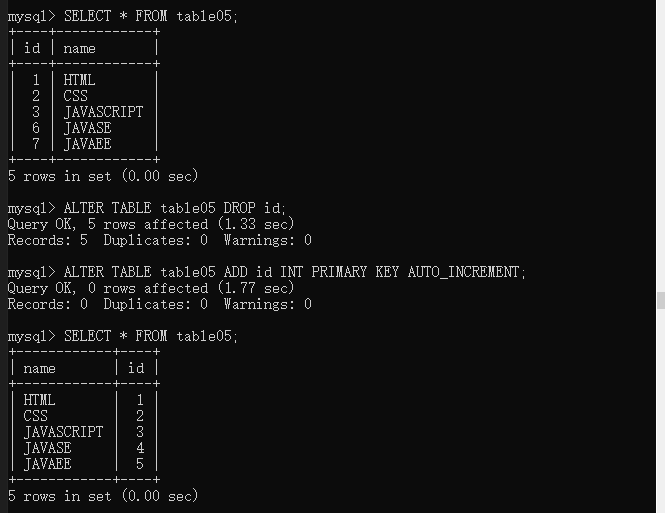 mysql> SELECT * FROM table05;
+----+------------+
| id | name       |
+----+------------+
|  1 | HTML       |
|  2 | CSS        |
|  3 | JAVASCRIPT |
|  6 | JAVASE     |
|  7 | JAVAEE     |
+----+------------+
5 rows in set (0.00 sec)
mysql> ALTER TABLE table05 DROP id;
Query OK, 5 rows affected (1.33 sec)
Records: 5  Duplicates: 0  Warnings: 0
mysql> ALTER TABLE table05 ADD id INT PRIMARY KEY AUTO_INCREMENT;
Query OK, 0 rows affected (1.77 sec)
Records: 0  Duplicates: 0  Warnings: 0
mysql> SELECT * FROM table05;
+------------+----+
| name       | id |
+------------+----+
| HTML       |  1 |
| CSS        |  2 |
| JAVASCRIPT |  3 |
| JAVASE     |  4 |
| JAVAEE     |  5 |
+------------+----+
5 rows in set (0.00 sec)